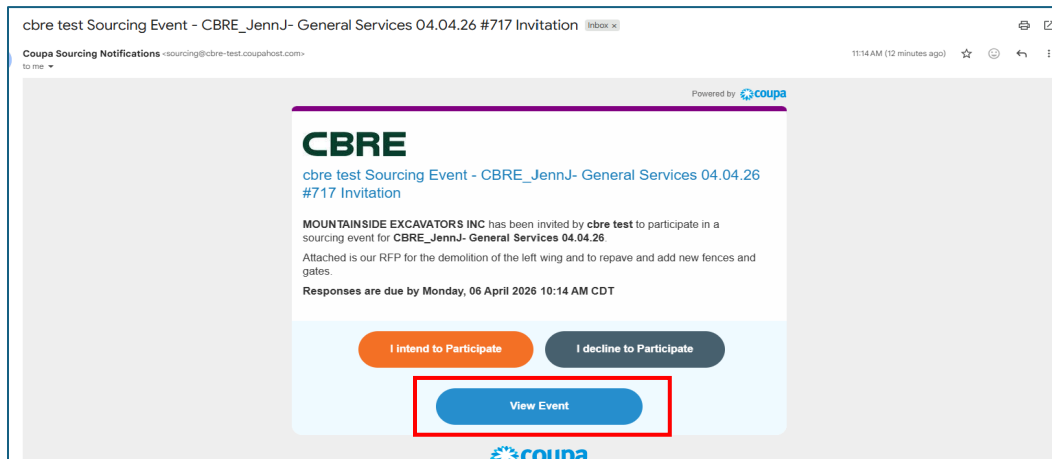 cbre test Sourcing Event - CBRE_JennJ- General Services 04.04.26 #717 Invitation Inbox ×
Coupa Sourcing Notifications <sourcing@cbre-test.coupahost.com>
11:14 AM (12 minutes ago)
to me
Powered by coupa
CBRE
cbre test Sourcing Event - CBRE_JennJ- General Services 04.04.26
#717 Invitation
MOUNTAINSIDE EXCAVATORS INC has been invited by cbre test to participate in a
sourcing event for CBRE_JennJ- General Services 04.04.26.
Attached is our RFP for the demolition of the left wing and to repave and add new fences and
gates.
Responses are due by Monday, 06 April 2026 10:14 AM CDT
I intend to Participate
I decline to Participate
View Event
coupa